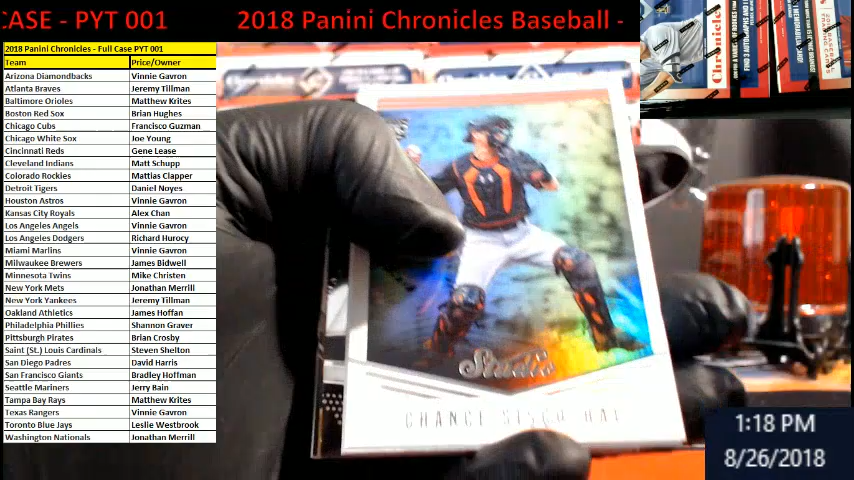 CASE - PYT 001
2018 Panini Chronicles Baseball -
2018 Panini Chronicles - Full Case PYT 001
Team Price/Owner
Arizona Diamondbacks Vinnie Gavron
Atlanta Braves Jeremy Tillman
Baltimore Orioles Matthew Krites
Boston Red Sox Brian Hughes
Chicago Cubs Francisco Guzman
Chicago White Sox Joe Young
Cincinnati Reds Gene Lease
Cleveland Indians Matt Schupp
Colorado Rockies Mattias Clapper
Detroit Tigers Daniel Noyes
Houston Astros Vinnie Gavron
Kansas City Royals Alex Chan
Los Angeles Angels Vinnie Gavron
Los Angeles Dodgers Richard Hurocy
Miami Marlins Vinnie Gavron
Milwaukee Brewers James Bidwell
Minnesota Twins Mike Christen
New York Mets Jonathan Merrill
New York Yankees Jeremy Tillman
Oakland Athletics James Hoffan
Philadelphia Phillies Shannon Graver
Pittsburgh Pirates Brian Crosby
Saint (St.) Louis Cardinals Steven Shelton
San Diego Padres David Harris
San Francisco Giants Bradley Hoffman
Seattle Mariners Jerry Bain
Tampa Bay Rays Matthew Krites
Texas Rangers Vinnie Gavron
Toronto Blue Jays Leslie Westbrook
Washington Nationals Jonathan Merrill
Chronicles
Studio
CHANCE SISCO BAL
1:18 PM
8/26/2018